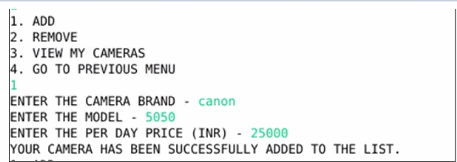 1. ADD
2. REMOVE
3. VIEW MY CAMERAS
4. GO TO PREVIOUS MENU
1
ENTER THE CAMERA BRAND - canon
ENTER THE MODEL - 5050
ENTER THE PER DAY PRICE (INR) - 25000
YOUR CAMERA HAS BEEN SUCCESSFULLY ADDED TO THE LIST.